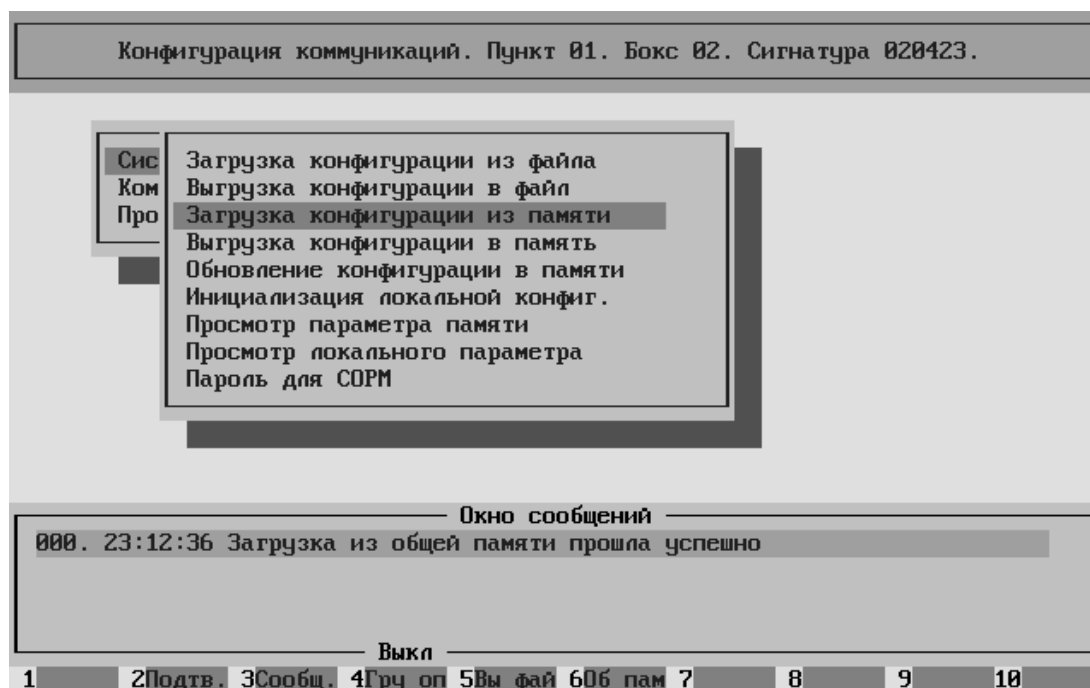 Конфигурация коммуникаций. Пункт 01. Бокс 02. Сигнатура 020423.
Сис
Ком
Про
Загрузка конфигурации из файла
Выгрузка конфигурации в файл
Загрузка конфигурации из памяти
Выгрузка конфигурации в память
Обновление конфигурации в памяти
Инициализация локальной конфиг.
Просмотр параметра памяти
Просмотр локального параметра
Пароль для СОРМ
Окно сообщений
000. 23:12:36 Загрузка из общей памяти прошла успешно
Выкл
1 2Подтв. 3Сообщ. 4Гру оп 5Вы фай 6Об пам 7 8 9 10